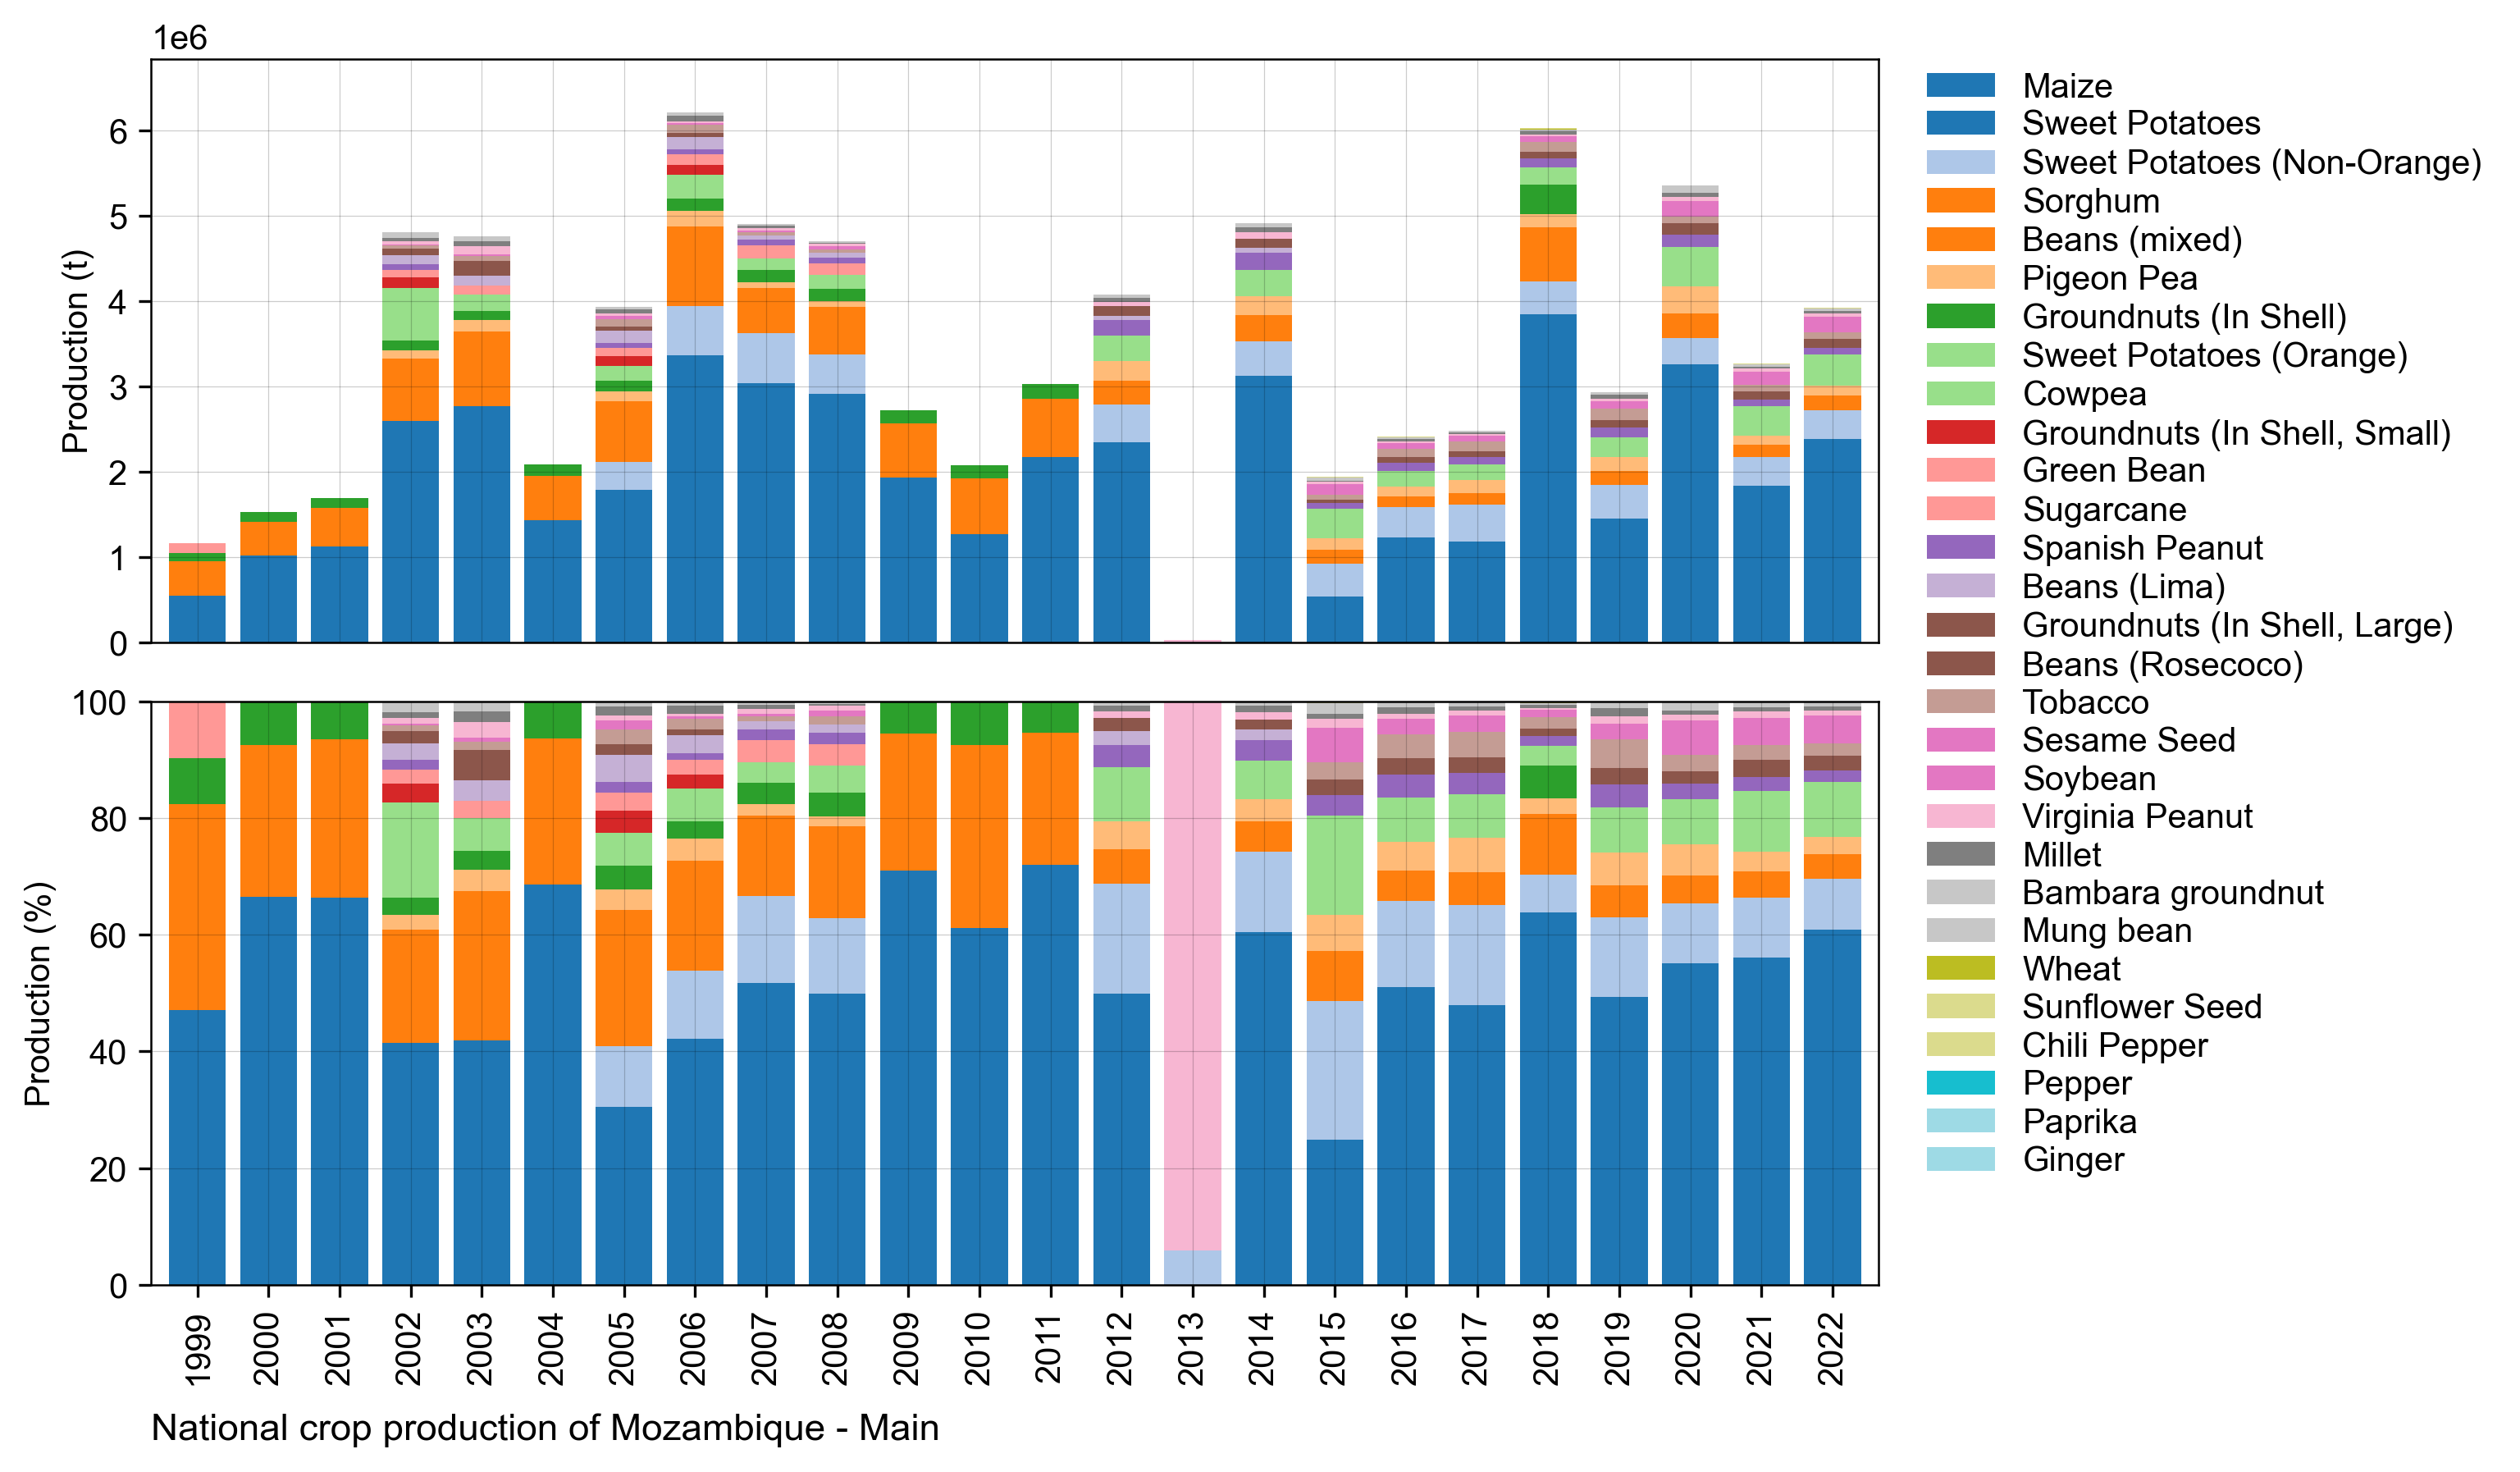 1e6
Production (t)
6
5
4
3
2
1
0
Production (%)
100
80
60
40
20
0
1999
2000
2001
2002
2003
2004
2005
2006
2007
2008
2009
2010
2011
2012
2013
2014
2015
2016
2017
2018
2019
2020
2021
2022
Maize
Sweet Potatoes
Sweet Potatoes (Non-Orange)
Sorghum
Beans (mixed)
Pigeon Pea
Groundnuts (In Shell)
Sweet Potatoes (Orange)
Cowpea
Groundnuts (In Shell, Small)
Green Bean
Sugarcane
Spanish Peanut
Beans (Lima)
Groundnuts (In Shell, Large)
Beans (Rosecoco)
Tobacco
Sesame Seed
Soybean
Virginia Peanut
Millet
Bambara groundnut
Mung bean
Wheat
Sunflower Seed
Chili Pepper
Pepper
Paprika
Ginger
National crop production of Mozambique - Main